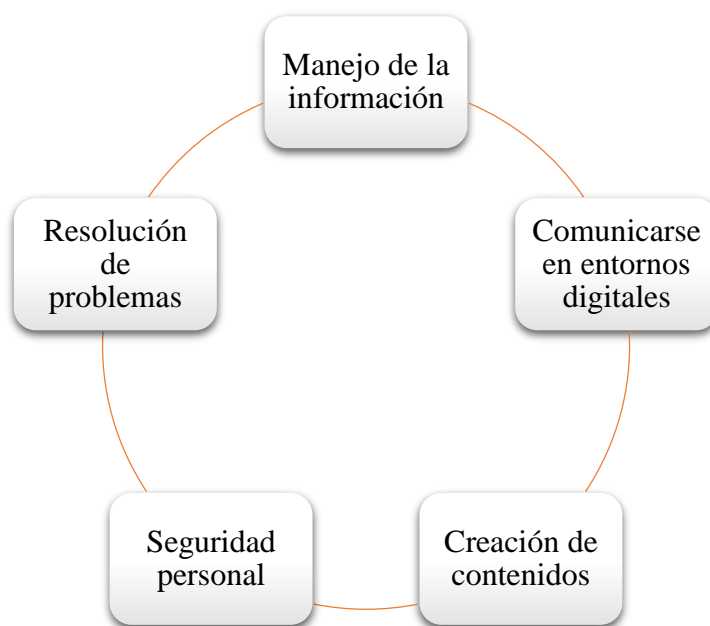 Manejo de la
información
Comunicarse
en entornos
digitales
Creación de
contenidos
Seguridad
personal
Resolución
de
problemas